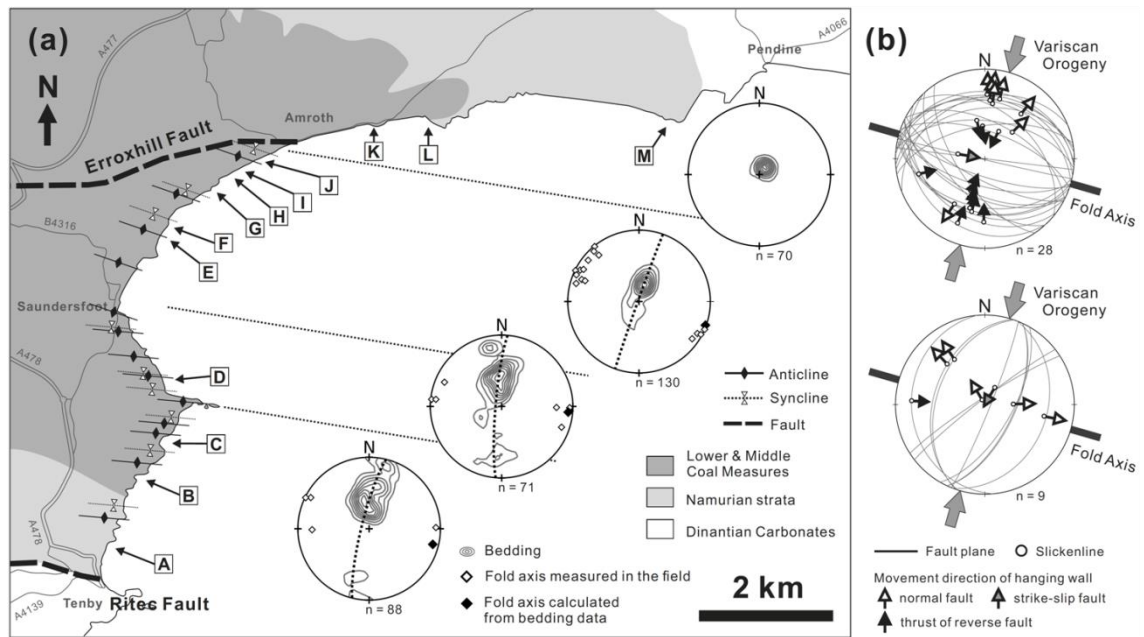 (a)
N
A477
A4066
Pendine
Amroth
Erroxhill Fault
K
L
M
J
I
H
G
F
E
B4316
Saundersfoot
A478
D
C
B
A
A478
A4139
Tenby
Ritec Fault
N
n = 70
N
n = 130
N
n = 71
N
n = 88
Anticline
Syncline
Fault
Lower & Middle
Coal Measures
Namurian strata
Dinantian Carbonates
Bedding
Fold axis measured in the field
Fold axis calculated
from bedding data
2 km
(b)
Variscan
Orogeny
N
Fold Axis
n = 28
Variscan
Orogeny
N
Fold Axis
n = 9
Fault plane
Slickenline
Movement direction of hanging wall
normal fault
strike-slip fault
thrust of reverse fault